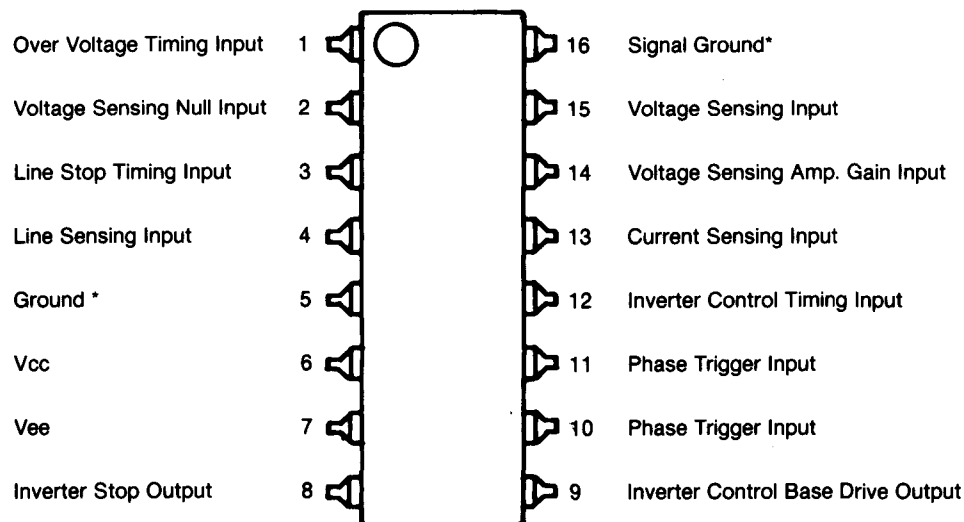 Over Voltage Timing Input 1 16 Signal Ground*
Voltage Sensing Null Input 2 15 Voltage Sensing Input
Line Stop Timing Input 3 14 Voltage Sensing Amp. Gain Input
Line Sensing Input 4 13 Current Sensing Input
Ground * 5 12 Inverter Control Timing Input
Vcc 6 11 Phase Trigger Input
Vee 7 10 Phase Trigger Input
Inverter Stop Output 8 9 Inverter Control Base Drive Output